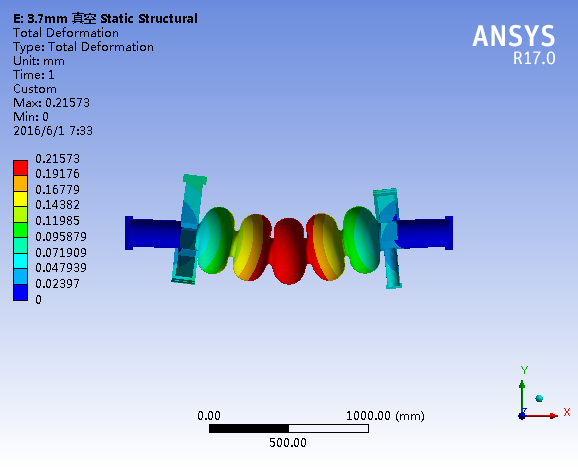 E: 3.7mm 真空 Static Structural
Total Deformation
Type: Total Deformation
Unit: mm
Time: 1
Custom
Max: 0.21573
Min: 0
2016/6/1 7:33
ANSYS
R17.0
0.21573
0.19176
0.16779
0.14382
0.11985
0.095879
0.071909
0.047939
0.02397
0
0.00
1000.00 (mm)
500.00
Y
Z
X